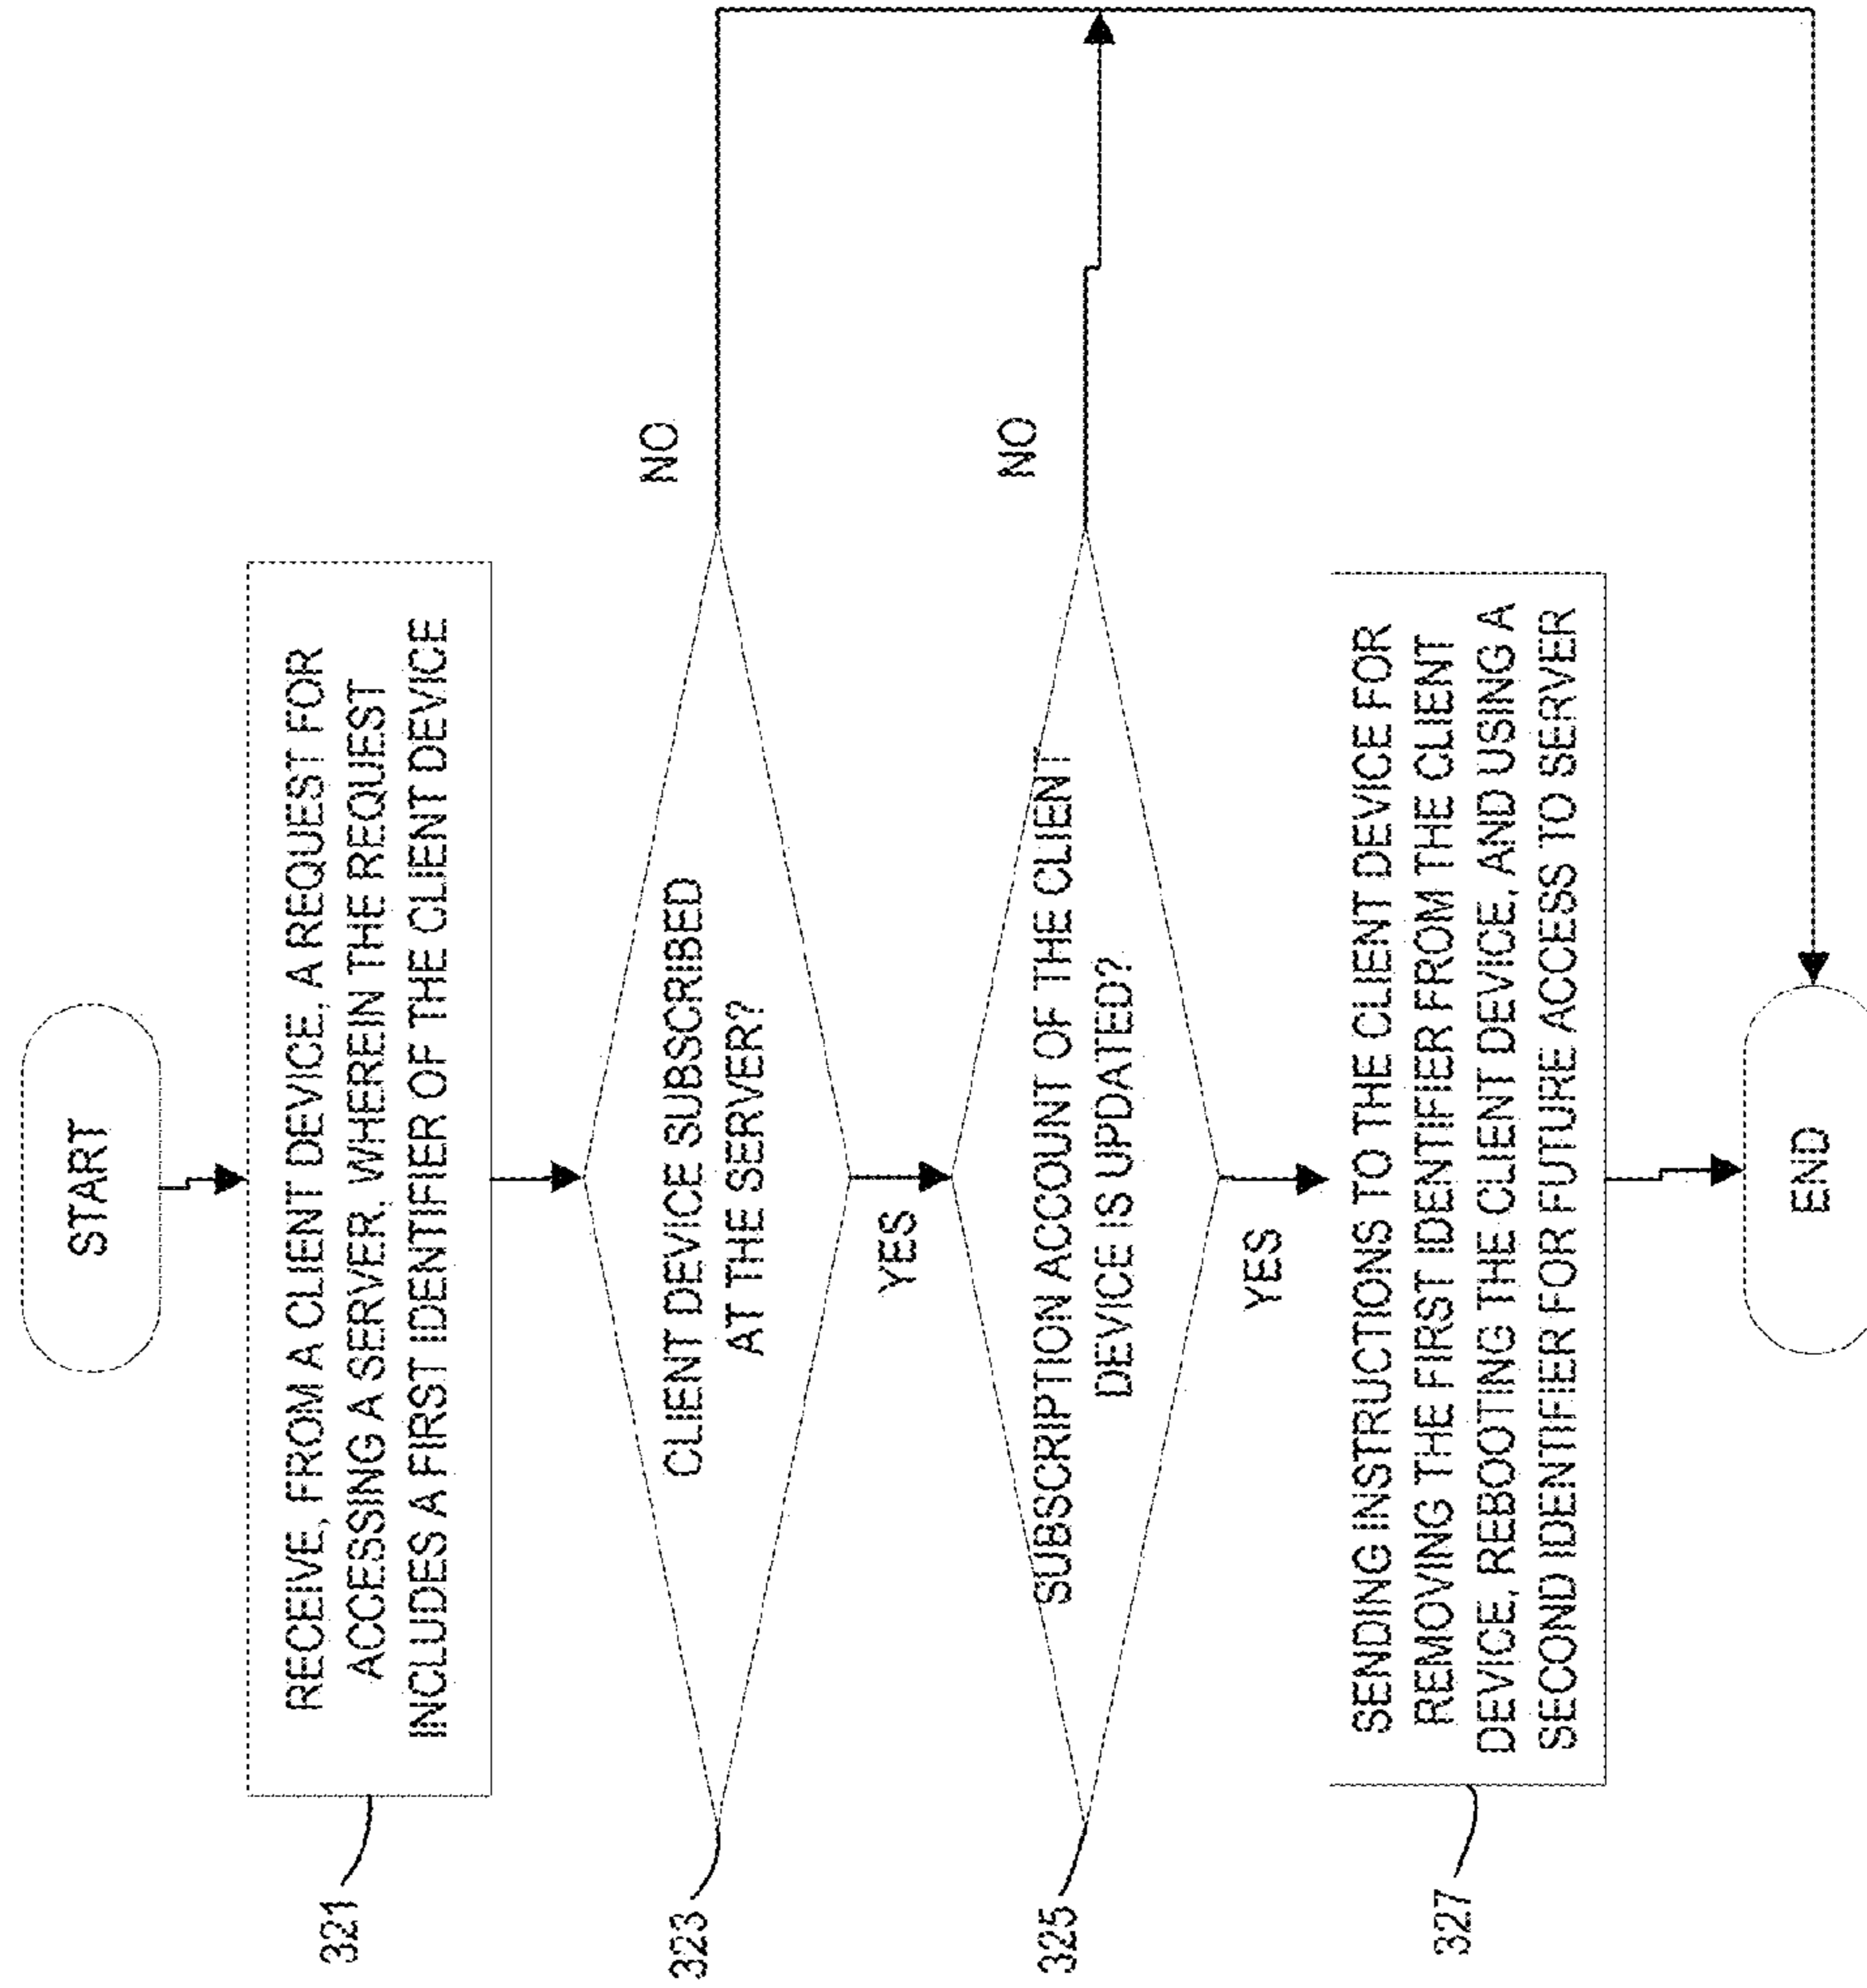 START
RECEIVE, FROM A CLIENT DEVICE, A REQUEST FOR
ACCESSING A SERVER, WHEREIN THE REQUEST
INCLUDES A FIRST IDENTIFIER OF THE CLIENT DEVICE
321
CLIENT DEVICE SUBSCRIBED
AT THE SERVER?
NO
323
YES
SUBSCRIPTION ACCOUNT OF THE CLIENT
DEVICE IS UPDATED?
NO
325
YES
SENDING INSTRUCTIONS TO THE CLIENT DEVICE FOR
REMOVING THE FIRST IDENTIFIER FROM THE CLIENT
DEVICE, REBOOTING THE CLIENT DEVICE, AND USING A
SECOND IDENTIFIER FOR FUTURE ACCESS TO SERVER
327
END